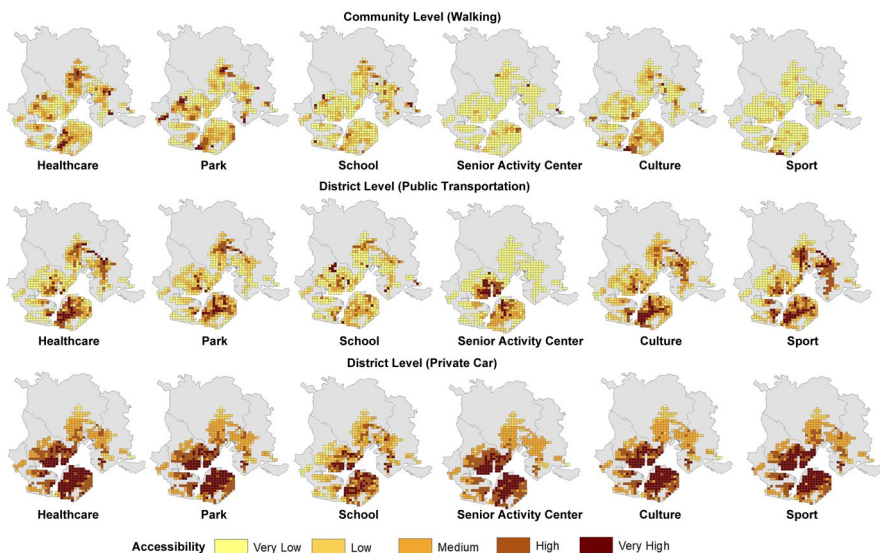 Community Level (Walking)
Healthcare Park School Senior Activity Center Culture Sport
District Level (Public Transportation)
Healthcare Park School Senior Activity Center Culture Sport
District Level (Private Car)
Healthcare Park School Senior Activity Center Culture Sport
Accessibility Very Low Low Medium High Very High